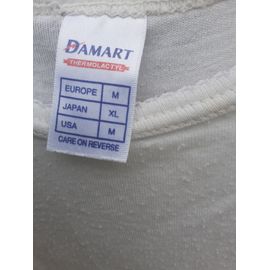 DAMART
THERMOLACTYL
EUROPE M
JAPAN XL
USA M
CARE ON REVERSE